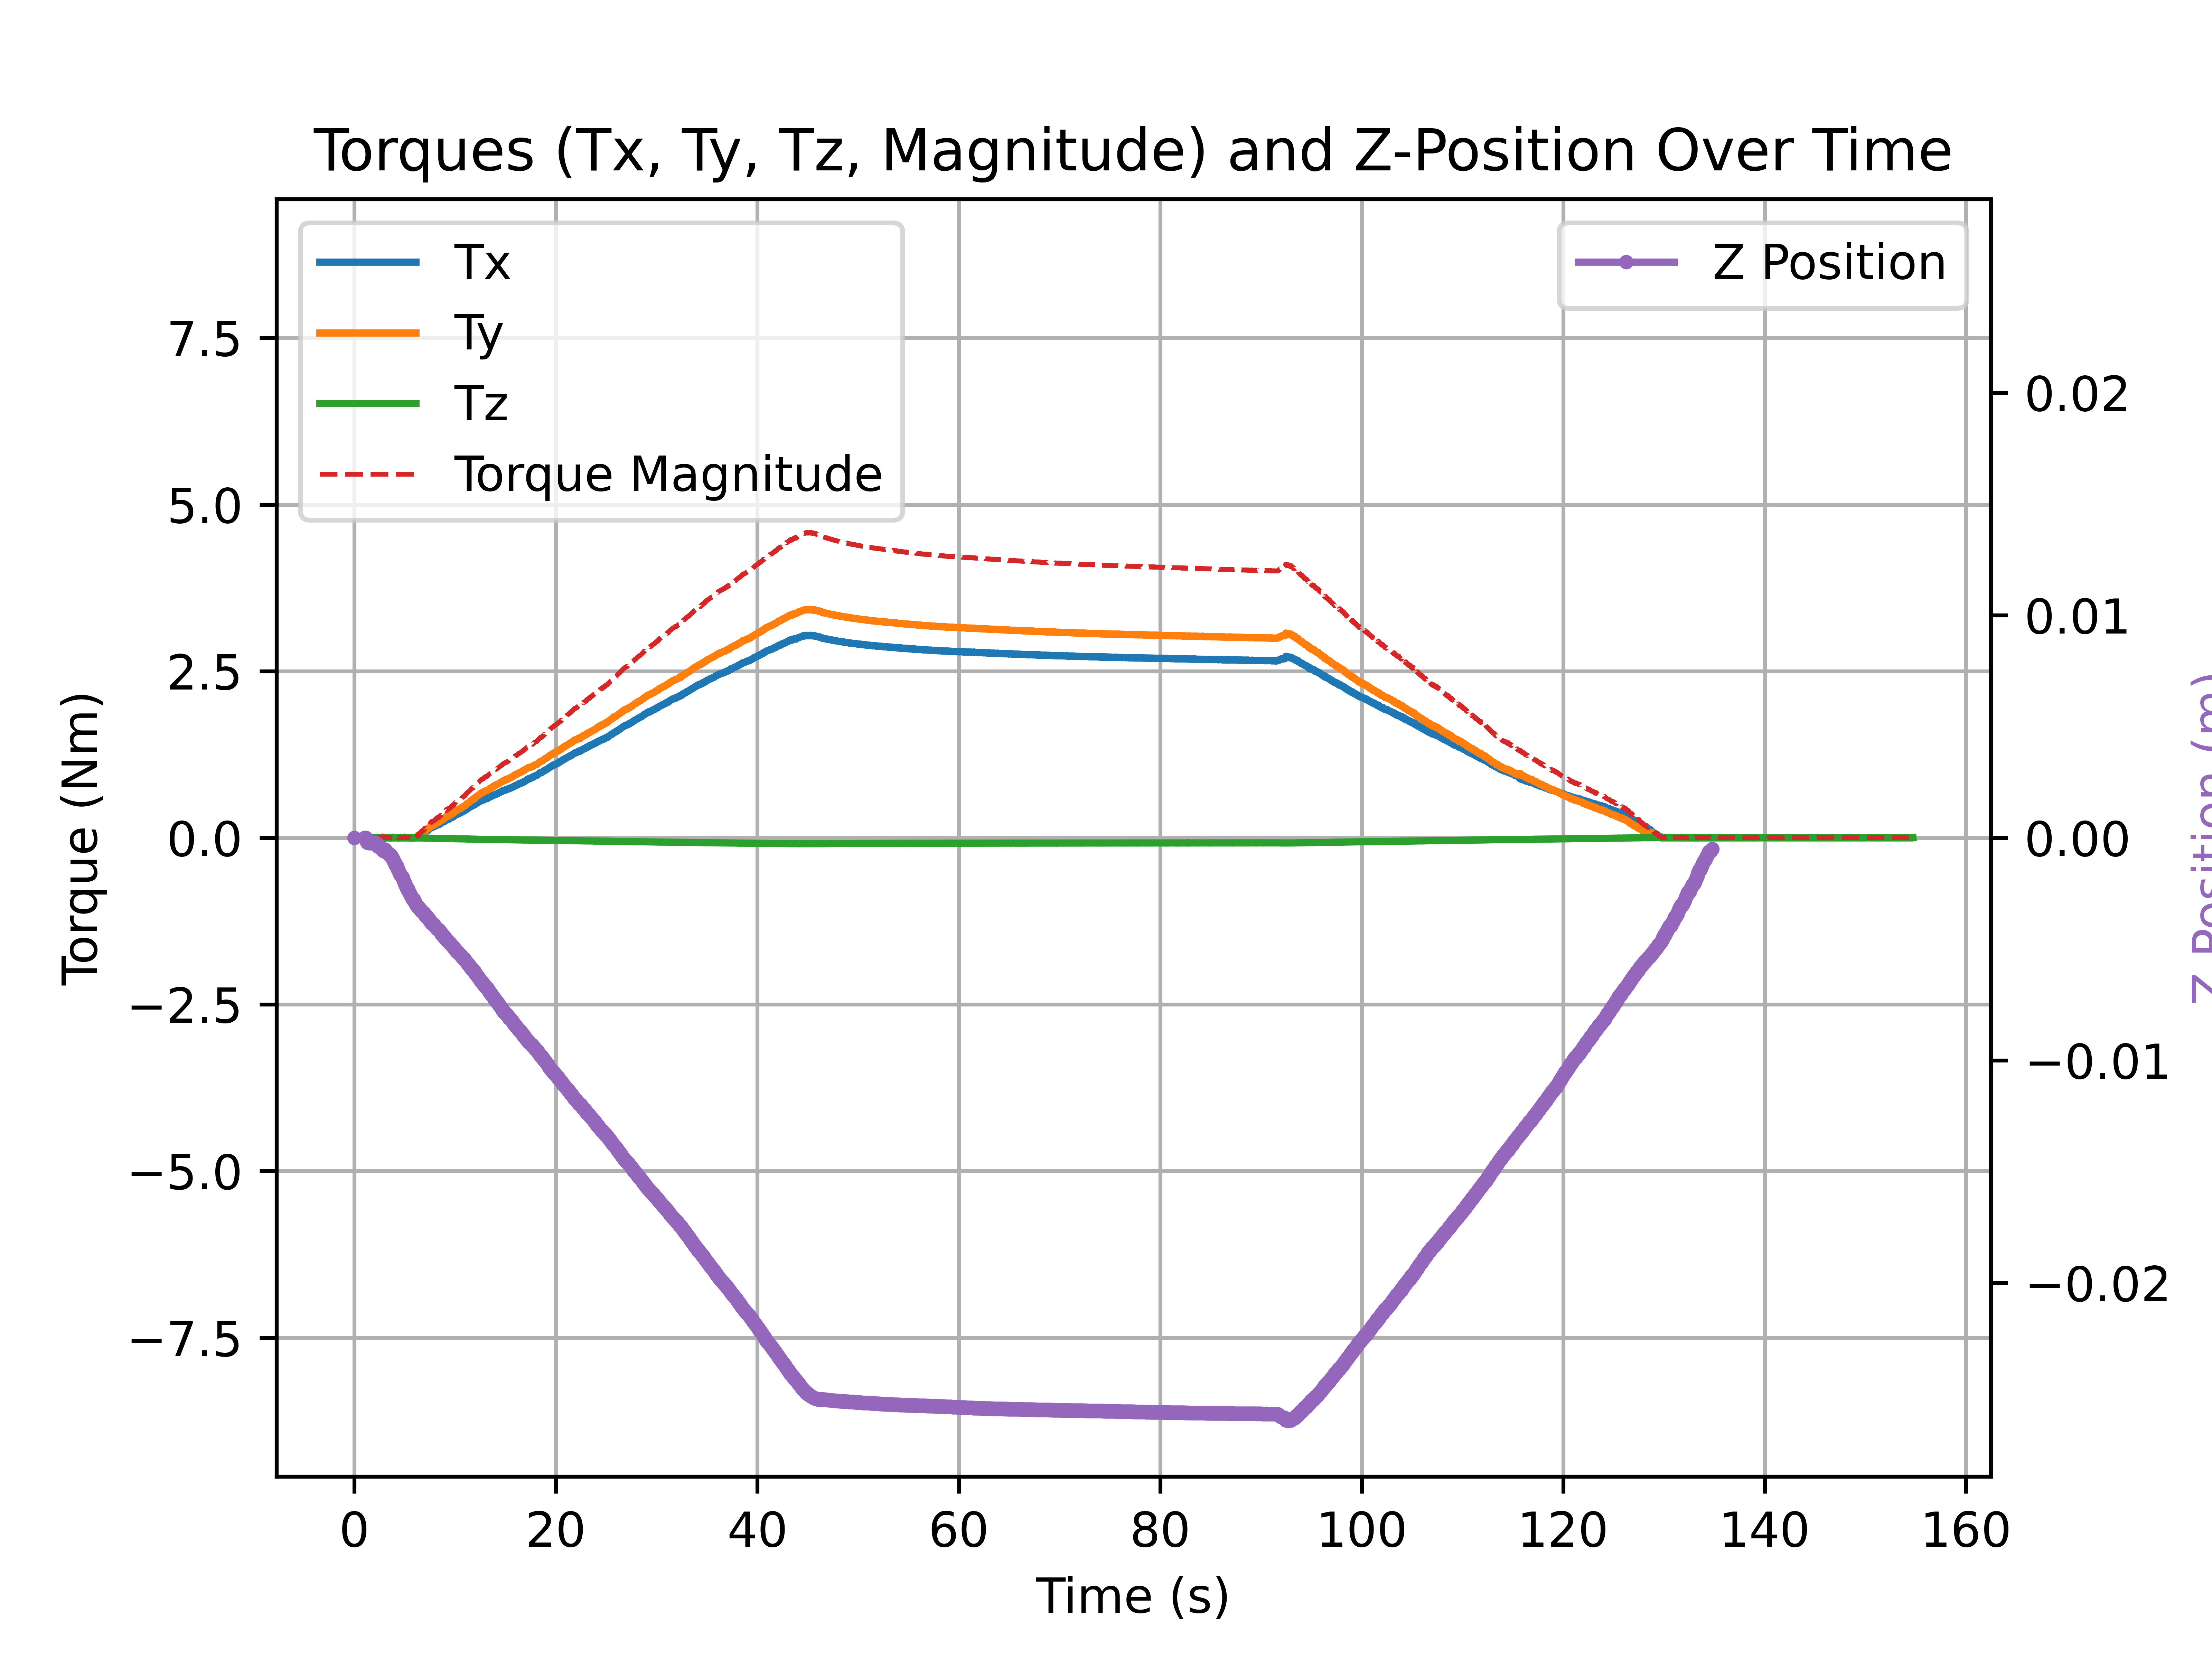 Torques (Tx, Ty, Tz, Magnitude) and Z-Position Over Time
Tx
Ty
Tz
Torque Magnitude
Z Position
7.5
5.0
2.5
0.0
−2.5
−5.0
−7.5
Torque (Nm)
0.02
0.01
0.00
−0.01
−0.02
Z Position (m)
0 20 40 60 80 100 120 140 160
Time (s)